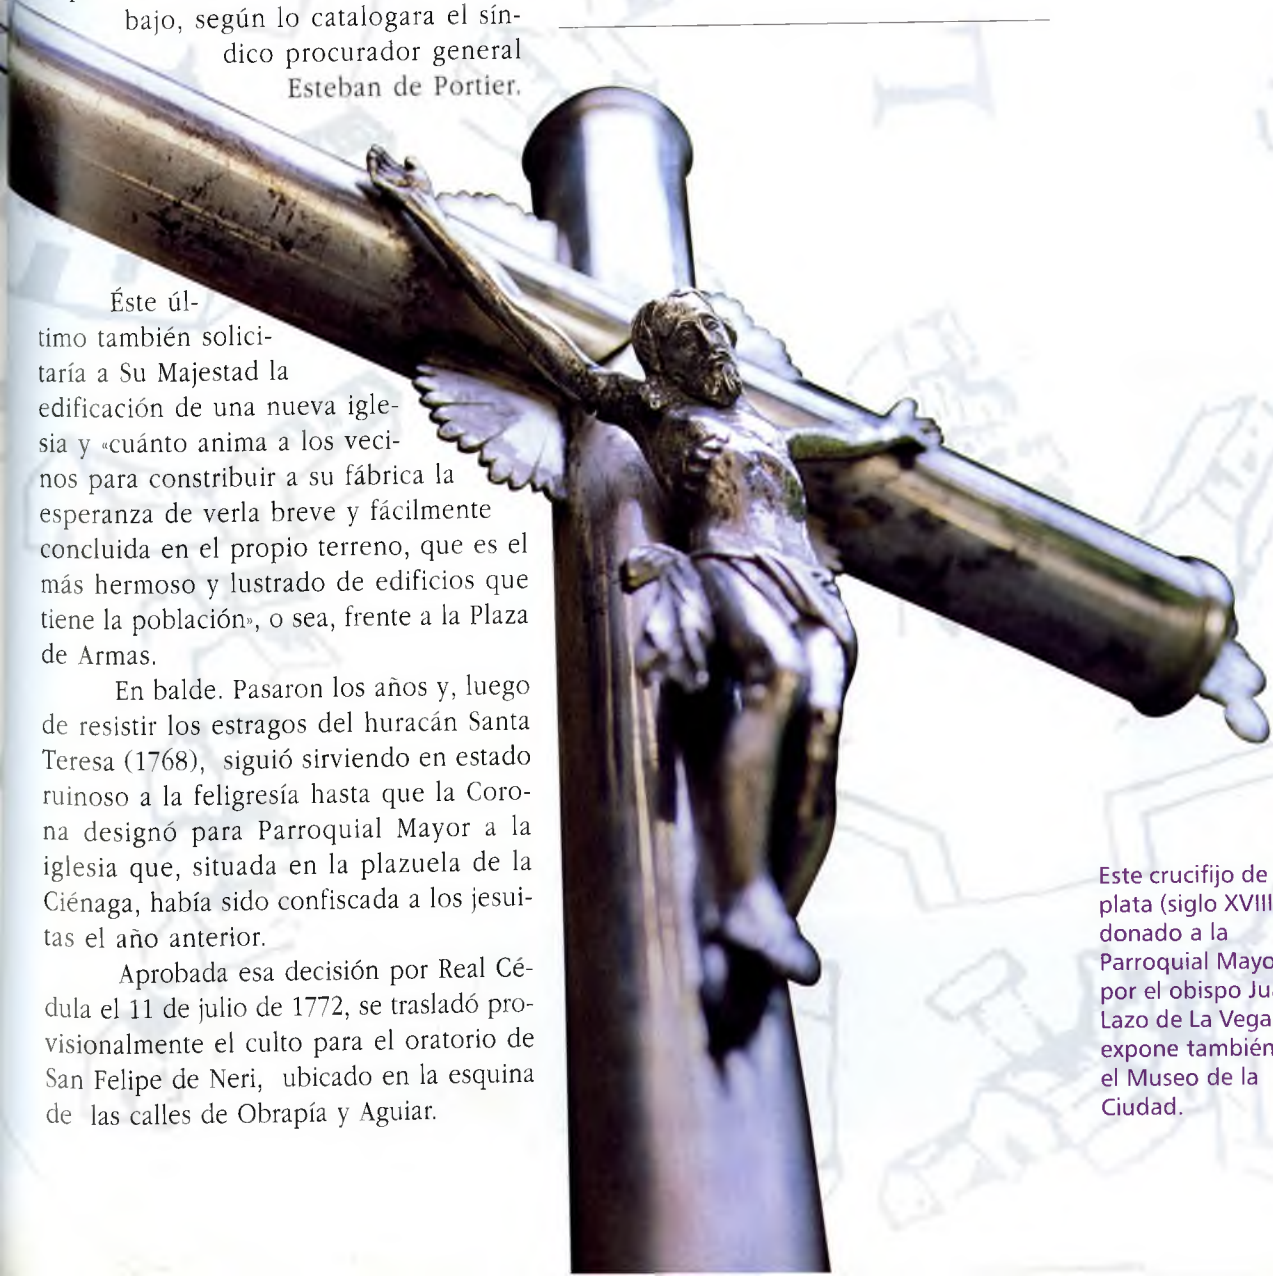 bajo, según lo catalogara el sín-
dico procurador general
Esteban de Portier.
Éste úl-
timo también solici-
taría a Su Majestad la
edificación de una nueva igle-
sia y «cuánto anima a los veci-
nos para constribuir a su fábrica la
esperanza de verla breve y fácilmente
concluida en el propio terreno, que es el
más hermoso y lustrado de edificios que
tiene la población», o sea, frente a la Plaza
de Armas.
En balde. Pasaron los años y, luego
de resistir los estragos del huracán Santa
Teresa (1768), siguió sirviendo en estado
ruinoso a la feligresía hasta que la Coro-
na designó para Parroquial Mayor a la
iglesia que, situada en la plazuela de la
Ciénaga, había sido confiscada a los jesui-
tas el año anterior.
Aprobada esa decisión por Real Cé-
dula el 11 de julio de 1772, se trasladó pro-
visionalmente el culto para el oratorio de
San Felipe de Neri, ubicado en la esquina
de las calles de Obrapía y Aguiar.
Este crucifijo de
plata (siglo XVIII
donado a la
Parroquial Mayo
por el obispo Jua
Lazo de La Vega
expone también
el Museo de la
Ciudad.